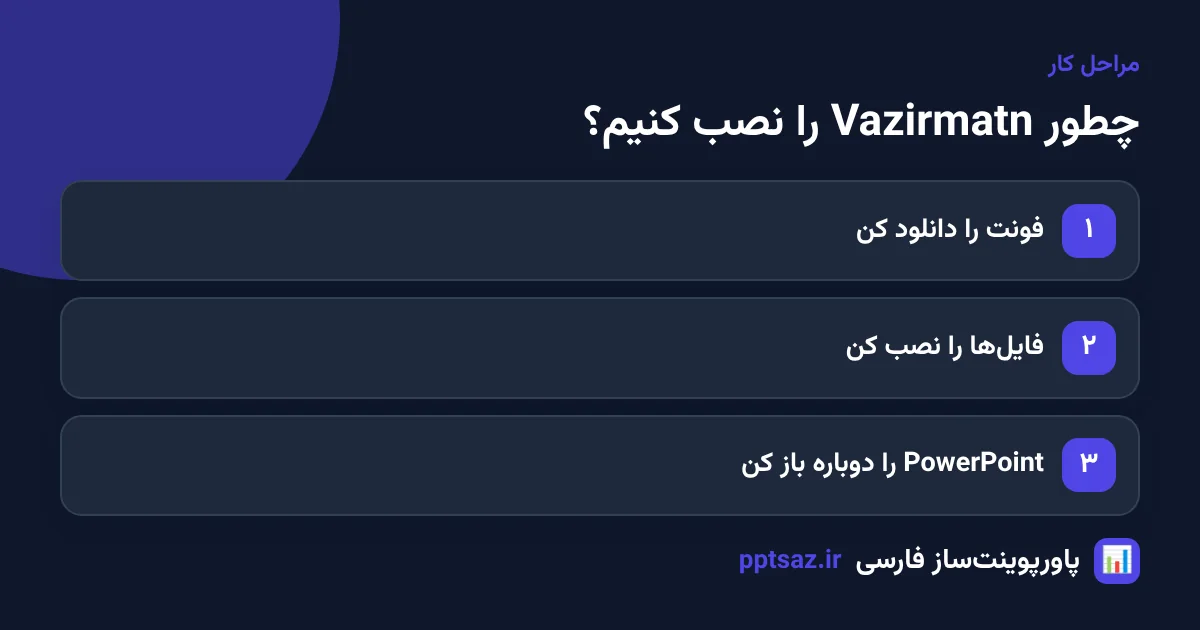 مراحل کار
چطور Vazirmatn را نصب کنیم؟
۱ فونت را دانلود کن
۲ فایل‌ها را نصب کن
۳ PowerPoint را دوباره باز کن
پاورپوینت‌ساز فارسی pptsaz.ir